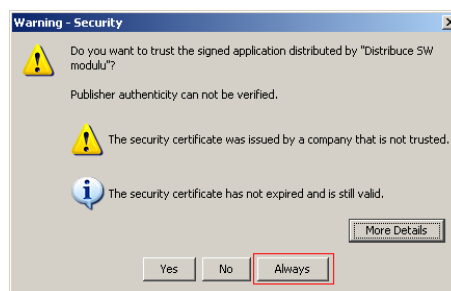 Warning - Security
Do you want to trust the signed application distributed by "Distribuce SW
modulu"?
Publisher authenticity can not be verified.
The security certificate was issued by a company that is not trusted.
The security certificate has not expired and is still valid.
More Details
Yes No Always